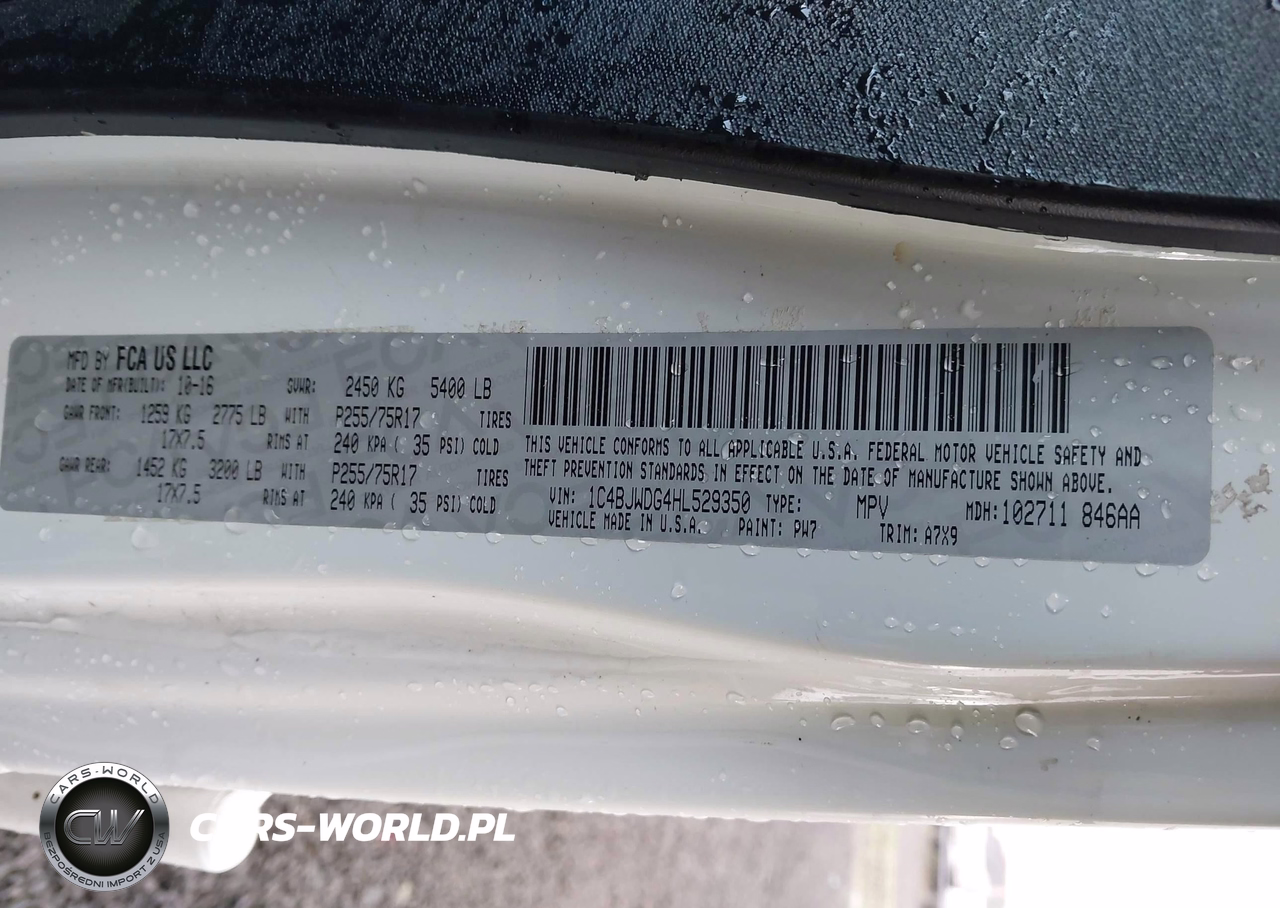 MFD BY FCA US LLC
DATE OF MFR(BUILT): 10-16 GVWR: 2450 KG 5400 LB
GAWR FRONT: 1259 KG 2775 LB WITH P255/75R17 TIRES
17X7.5 RIMS AT 240 KPA ( 35 PSI) COLD
GAWR REAR: 1452 KG 3200 LB WITH P255/75R17 TIRES
17X7.5 RIMS AT 240 KPA ( 35 PSI) COLD
THIS VEHICLE CONFORMS TO ALL APPLICABLE U.S.A. FEDERAL MOTOR VEHICLE SAFETY AND
THEFT PREVENTION STANDARDS IN EFFECT ON THE DATE OF MANUFACTURE SHOWN ABOVE.
VIN: 1C4BJWDG4HL529350 TYPE: MPV MDH: 102711 846AA
VEHICLE MADE IN U.S.A. PAINT: PW7 TRIM: A7X9
CARS-WORLD
CW
BEZPOŚREDNI IMPORT Z USA
CARS-WORLD.PL